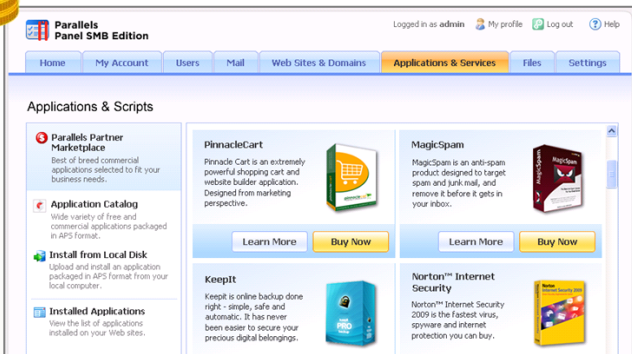 Parallels
Panel SMB Edition
Logged in as admin My profile Log out Help
Home My Account Users Mail Web Sites & Domains Applications & Services Files Settings
Applications & Scripts
Parallels Partner
Marketplace
Best of breed commercial
applications selected to fit your
business needs.
Application Catalog
Wide variety of free and
commercial applications packaged
in APS format.
Install from Local Disk
Upload and install an application
packaged in APS format from your
local computer.
Installed Applications
View the list of applications
installed on your Web sites.
PinnacleCart
Pinnacle Cart is an extremely
powerful shopping cart and
website builder application.
Designed from marketing
perspective.
Learn More Buy Now
MagicSpam
MagicSpam is an anti-spam
product designed to target
spam and junk mail, and
remove it before it gets in
your inbox.
MagicSpam
MagicSpam
Learn More Buy Now
KeepIt
Keepit is online backup done
right - simple, safe and
automatic. It has never
been easier to secure your
precious digital belongings.
PRO
Norton™ Internet
Security
Norton™ Internet Security
2009 is the fastest virus,
spyware and internet
protection you can buy.
Norton
Internet Security 2009